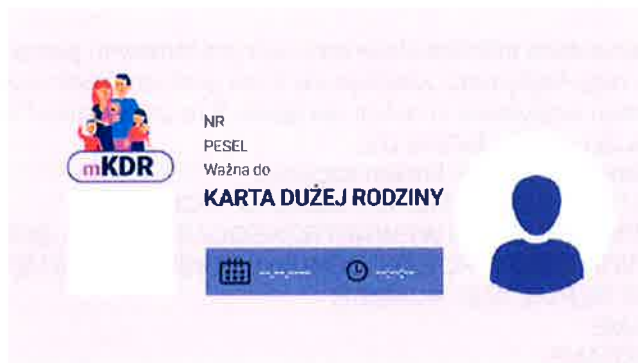 mKDR
NR
PESEL
Ważna do
KARTA DUŻEJ RODZINY
--.--.---- --:--:--